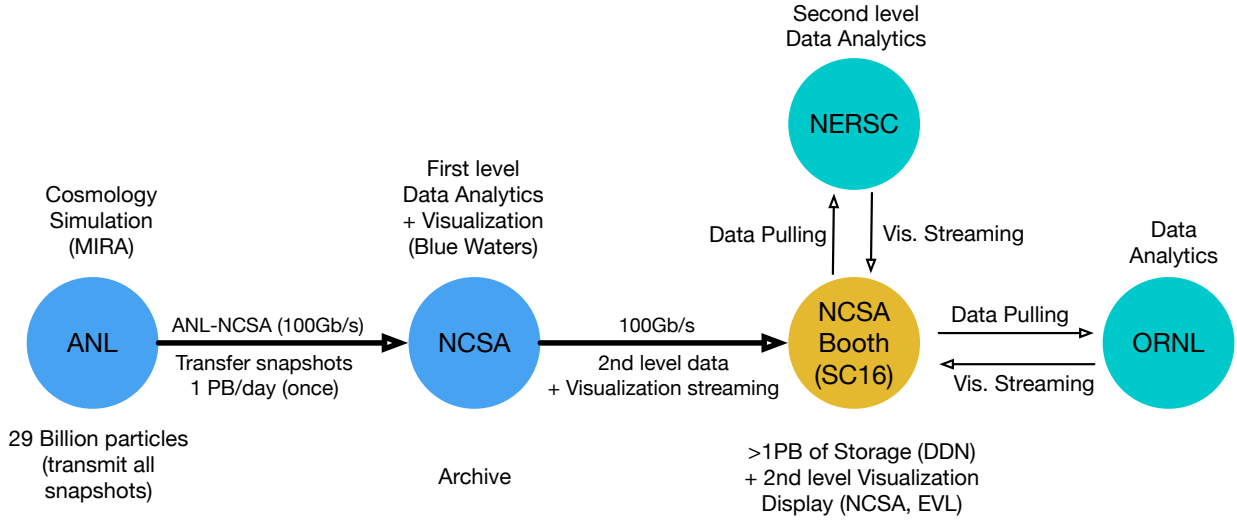 Second level
Data Analytics
NERSC
Cosmology
Simulation
(MIRA)
First level
Data Analytics
+ Visualization
(Blue Waters)
Data Pulling
Vis. Streaming
Data
Analytics
ANL
ANL-NCSA (100Gb/s)
Transfer snapshots
1 PB/day (once)
NCSA
100Gb/s
2nd level data
+ Visualization streaming
NCSA
Booth
(SC16)
Data Pulling
Vis. Streaming
ORNL
29 Billion particles
(transmit all
snapshots)
Archive
>1PB of Storage (DDN)
+ 2nd level Visualization
Display (NCSA, EVL)